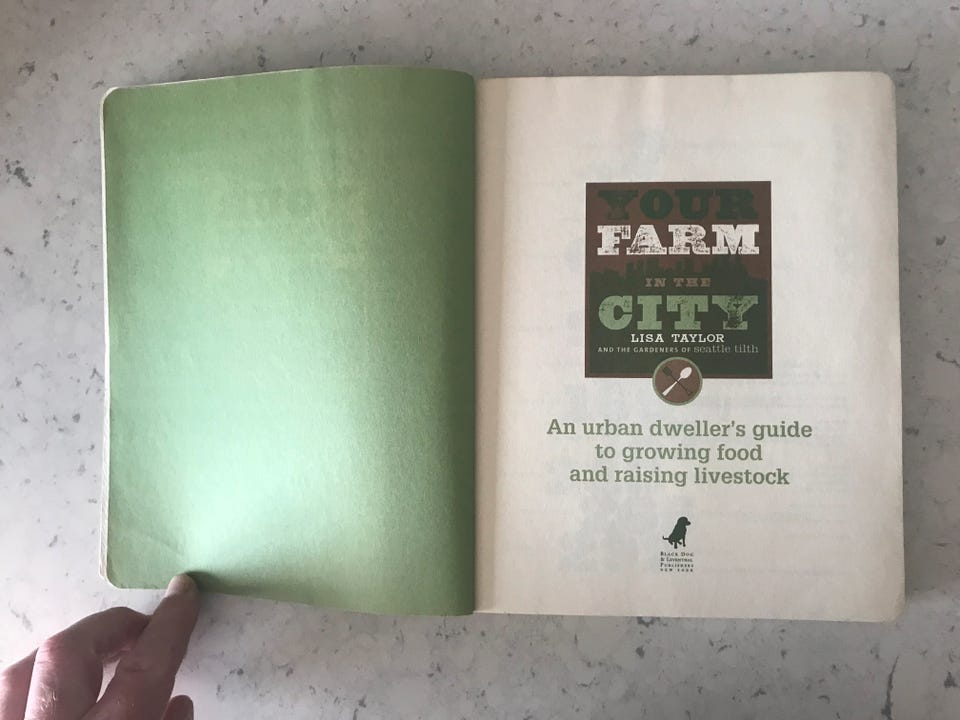 YOUR
FARM
IN THE
CITY
LISA TAYLOR
AND THE GARDENERS OF seattle tilth
An urban dweller's guide
to growing food
and raising livestock
BLACK DOG
& LEVENTHAL
PUBLISHERS
NEW YORK